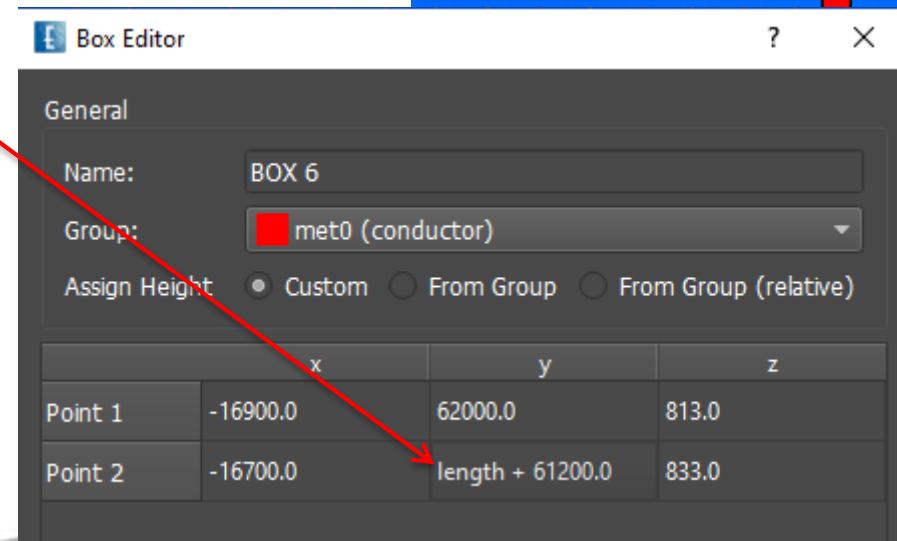 Box Editor ? ×
General
Name: BOX 6
Group: met0 (conductor)
Assign Height Custom From Group From Group (relative)
x y z
Point 1 -16900.0 62000.0 813.0
Point 2 -16700.0 length + 61200.0 833.0